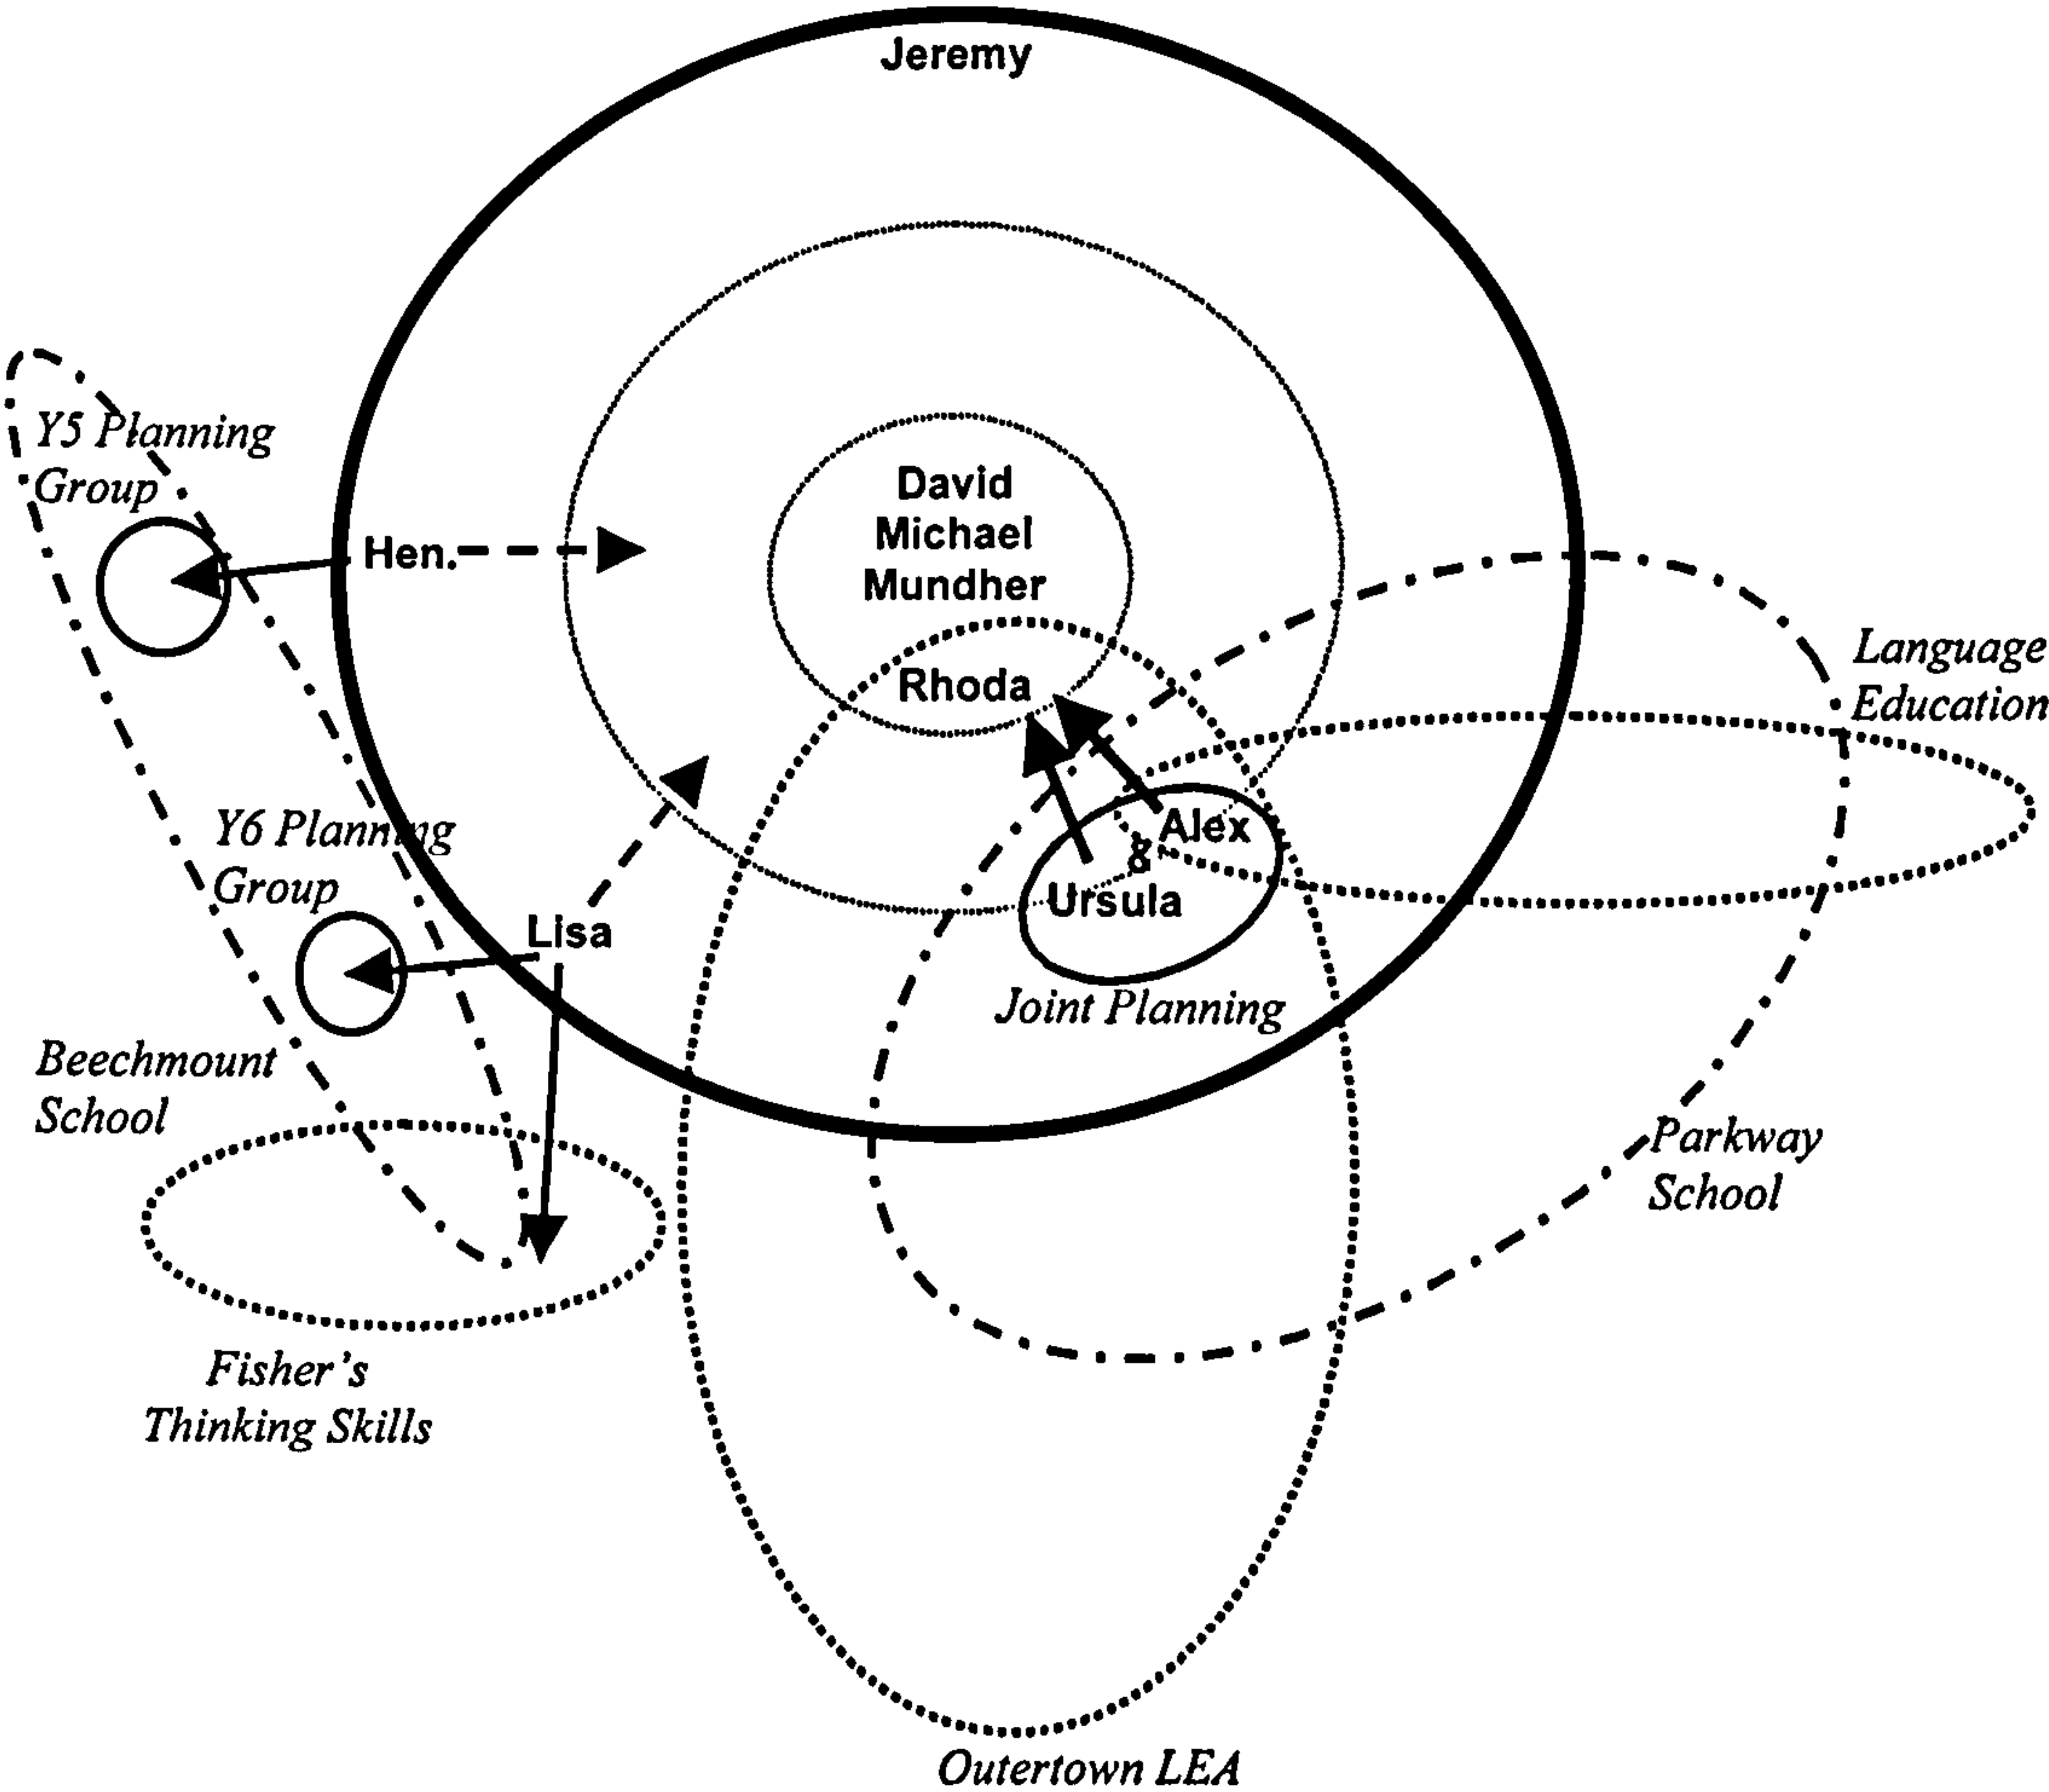 Jeremy
Y5 Planning
Group
David
Michael
Mundher
Hen.
Rhoda
Language
Education
Y6 Planning
Group
Alex
&
Ursula
Lisa
Joint Planning
Beechmount
School
Parkway
School
Fisher's
Thinking Skills
Outertown LEA